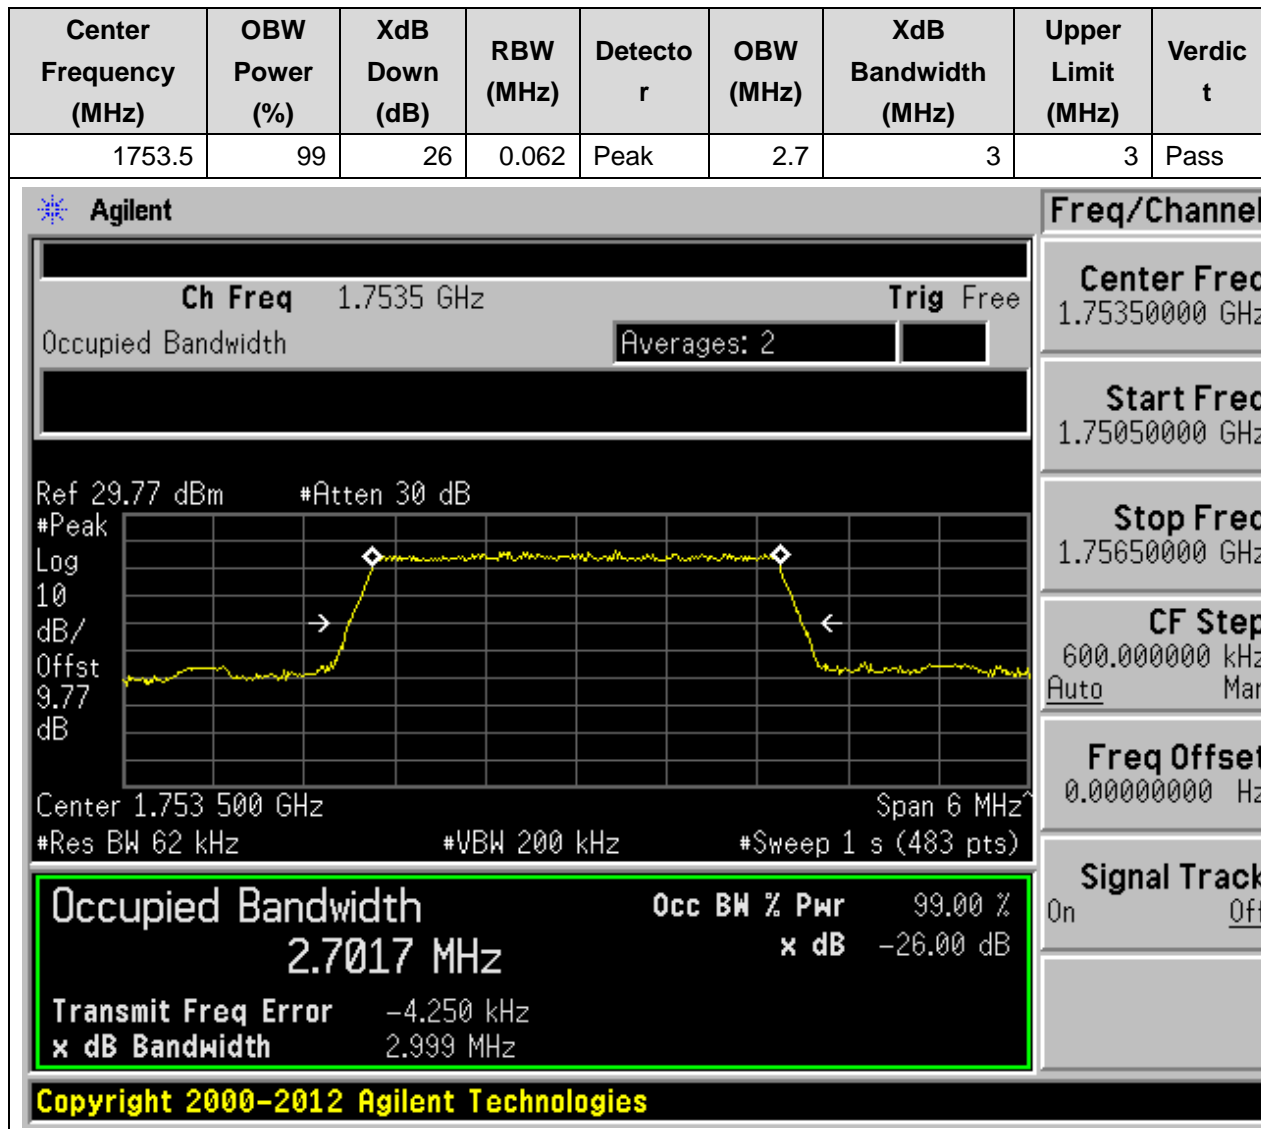 Center Frequency (MHz) OBW Power (%) XdB Down (dB) RBW (MHz) Detecto r OBW (MHz) XdB Bandwidth (MHz) Upper Limit (MHz) Verdic t
1753.5 99 26 0.062 Peak 2.7 3 3 Pass
Agilent
Freq/Channel
Ch Freq 1.7535 GHz Trig Free
Occupied Bandwidth Averages: 2
Center Freq
1.75350000 GHz
Start Freq
1.75050000 GHz
Stop Freq
1.75650000 GHz
CF Step
600.000000 kHz
Auto Man
Freq Offset
0.00000000 Hz
Signal Track
On Off
Ref 29.77 dBm #Atten 30 dB
#Peak
Log
10
dB/
Offst
9.77
dB
Center 1.753 500 GHz Span 6 MHz^
#Res BW 62 kHz #VBW 200 kHz #Sweep 1 s (483 pts)
Occupied Bandwidth
2.7017 MHz
Occ BW % Pwr 99.00 %
x dB -26.00 dB
Transmit Freq Error -4.250 kHz
x dB Bandwidth 2.999 MHz
Copyright 2000-2012 Agilent Technologies